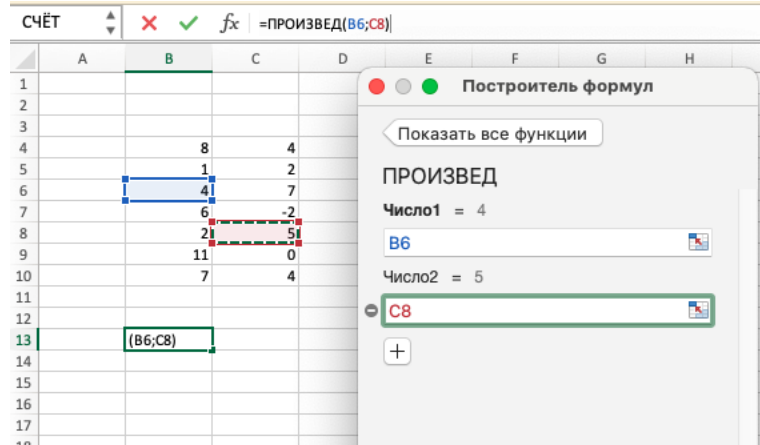 СЧЁТ fx =ПРОИЗВЕД(B6;C8)
A B C D E F G H
1
2
3
4 8 4
5 1 2
6 4 7
7 6 -2
8 2 5
9 11 0
10 7 4
11
12
13 (B6;C8)
14
15
16
17
Построитель формул
Показать все функции
ПРОИЗВЕД
Число1 = 4
B6
Число2 = 5
C8